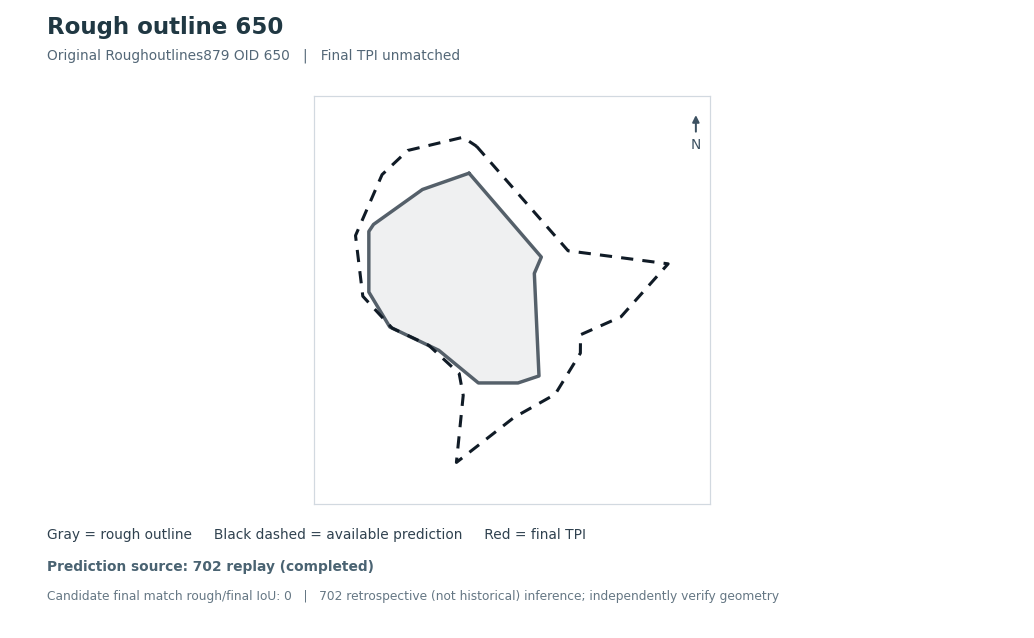 Rough outline 650
Original Roughoutlines879 OID 650   |   Final TPI unmatched
N
Gray = rough outline     Black dashed = available prediction     Red = final TPI
Prediction source: 702 replay (completed)
Candidate final match rough/final IoU: 0   |   702 retrospective (not historical) inference; independently verify geometry